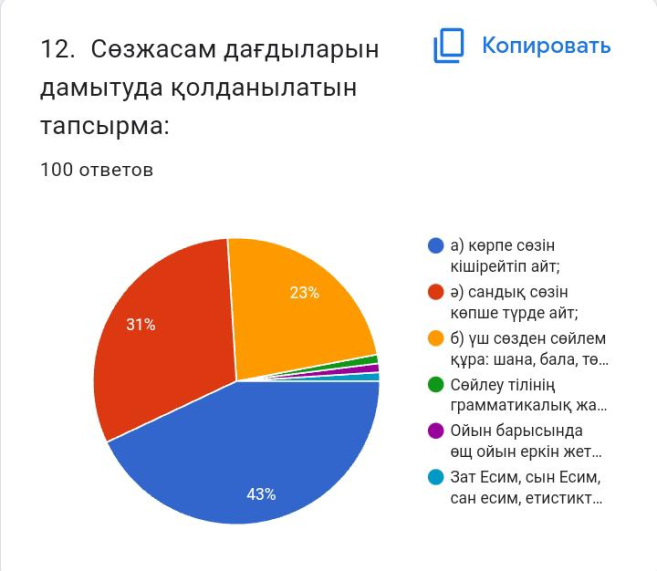 12. Сөзжасам дағдыларын
дамытуда қолданылатын
тапсырма:
Копировать
100 ответов
23%
31%
43%
а) көрпе сөзін
кішірейтіп айт;
ә) сандық сөзін
көпше түрде айт;
б) үш сөзден сөйлем
құра: шана, бала, тө...
Сөйлеу тілінің
грамматикалық жа...
Ойын барысында
өщ ойын еркін жет...
Зат Есим, сын Есим,
сан есим, етистикт...